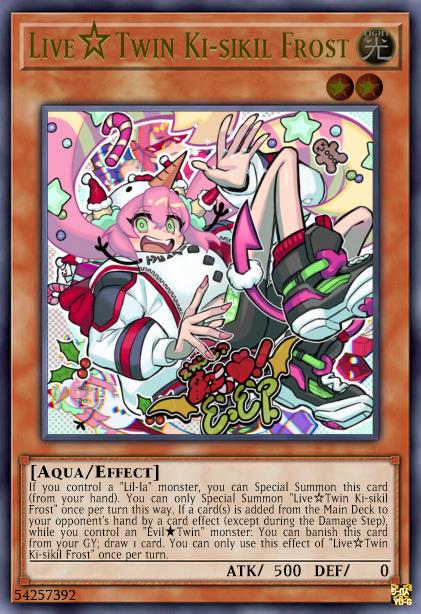 Live☆Twin Ki-sikil Frost
LIGHT
光
[Aqua/Effect]
If you control a "Lil-la" monster, you can Special Summon this card
(from your hand). You can only Special Summon "Live☆Twin Ki-sikil
Frost" once per turn this way. If a card(s) is added from the Main Deck to
your opponent's hand by a card effect (except during the Damage Step),
while you control an "Evil★Twin" monster: You can banish this card
from your GY; draw 1 card. You can only use this effect of "Live☆Twin
Ki-sikil Frost" once per turn.
ATK/ 500 DEF/ 0
54257392